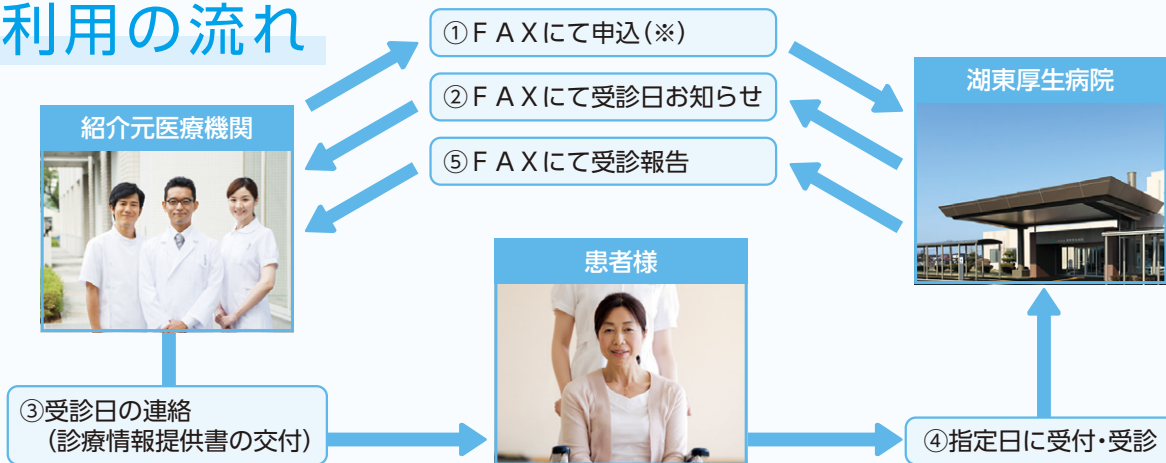 利用の流れ
①ＦＡＸにて申込(※)
②ＦＡＸにて受診日お知らせ
⑤ＦＡＸにて受診報告
紹介元医療機関
湖東厚生病院
患者様
③受診日の連絡
（診療情報提供書の交付）
④指定日に受付・受診